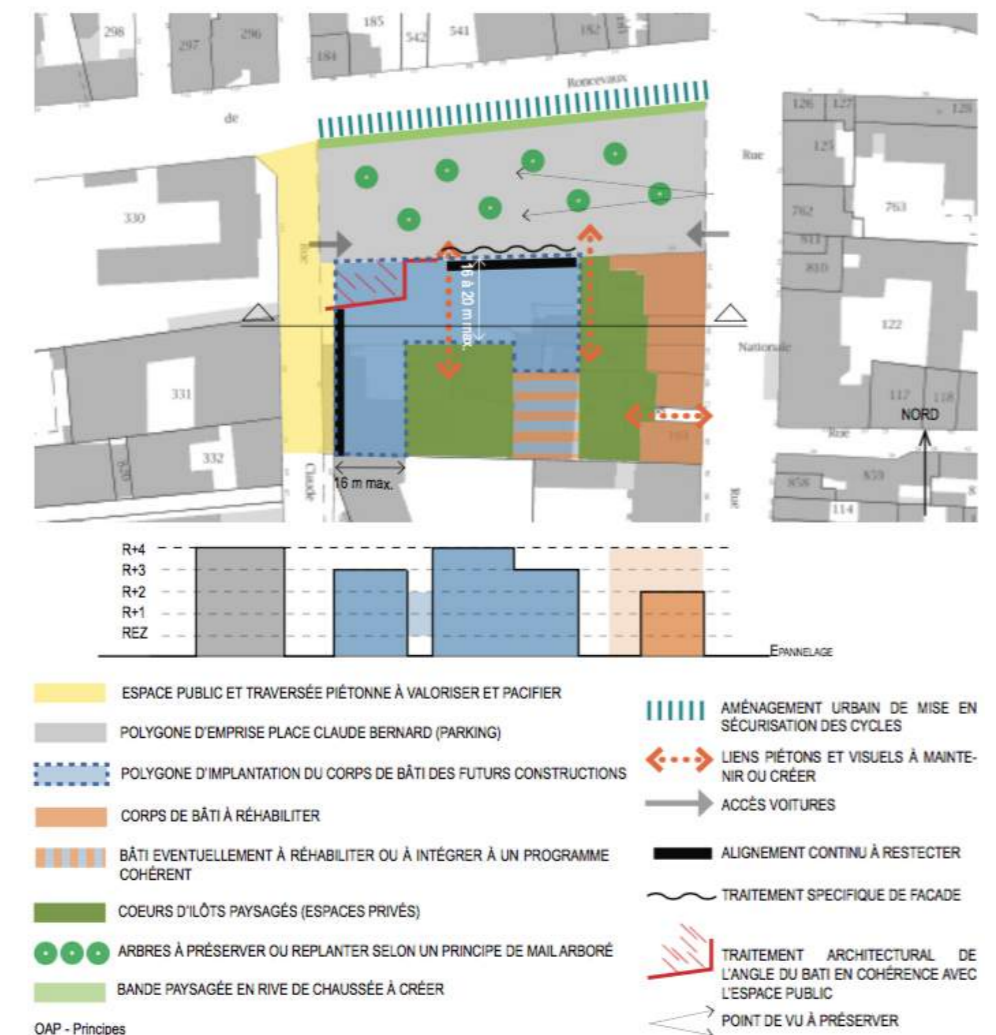 298
297
296
185
184
542
541
182
de
Roncevaux
Rue
126
127
128
125
330
762
763
811
810
Rue
16 à 20 m max.
122
Nationale
331
117
118
NORD
Rue
332
820
Claude
16 m max.
Rue
858
859
114
R+4
R+3
R+2
R+1
REZ
EPANNELAGE
ESPACE PUBLIC ET TRAVERSÉE PIÉTONNE À VALORISER ET PACIFIER
POLYGONE D'EMPRISE PLACE CLAUDE BERNARD (PARKING)
POLYGONE D'IMPLANTATION DU CORPS DE BÂTI DES FUTURS CONSTRUCTIONS
CORPS DE BÂTI À RÉHABILITER
BÂTI EVENTUELLEMENT À RÉHABILITER OU À INTÉGRER À UN PROGRAMME
COHÉRENT
COEURS D'ILÔTS PAYSAGÉS (ESPACES PRIVÉS)
ARBRES À PRÉSERVER OU REPLANTER SELON UN PRINCIPE DE MAIL ARBORÉ
BANDE PAYSAGÉE EN RIVE DE CHAUSSÉE À CRÉER
OAP - Principes
AMÉNAGEMENT URBAIN DE MISE EN
SÉCURISATION DES CYCLES
LIENS PIÉTONS ET VISUELS À MAINTE-
NIR OU CRÉER
ACCÈS VOITURES
ALIGNEMENT CONTINU À RESTECTER
TRAITEMENT SPECIFIQUE DE FACADE
TRAITEMENT ARCHITECTURAL DE
L'ANGLE DU BATI EN COHÉRENCE AVEC
L'ESPACE PUBLIC
POINT DE VU À PRÉSERVER